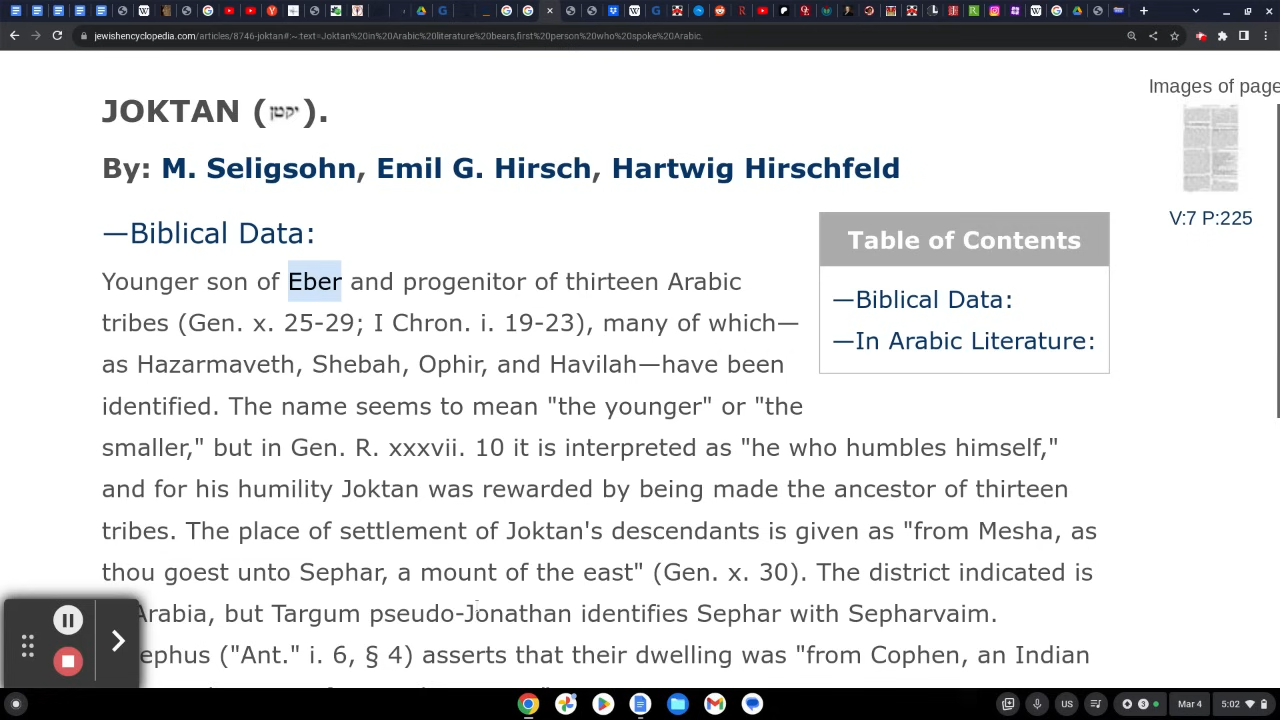 jewishencyclopedia.com/articles/8746-joktan#:~:text=Joktan%20in%20Arabic%20literature%20bears,first%20person%20who%20spoke%20Arabic.
Images of page
JOKTAN (יקטן).
By: M. Seligsohn, Emil G. Hirsch, Hartwig Hirschfeld
V:7 P:225
—Biblical Data:
Table of Contents
—Biblical Data:
—In Arabic Literature:
Younger son of Eber and progenitor of thirteen Arabic
tribes (Gen. x. 25-29; I Chron. i. 19-23), many of which—
as Hazarmaveth, Shebah, Ophir, and Havilah—have been
identified. The name seems to mean "the younger" or "the
smaller," but in Gen. R. xxxvii. 10 it is interpreted as "he who humbles himself,"
and for his humility Joktan was rewarded by being made the ancestor of thirteen
tribes. The place of settlement of Joktan's descendants is given as "from Mesha, as
thou goest unto Sephar, a mount of the east" (Gen. x. 30). The district indicated is
Arabia, but Targum pseudo-Jonathan identifies Sephar with Sepharvaim.
ephus ("Ant." i. 6, § 4) asserts that their dwelling was "from Cophen, an Indian
US
3
Mar 4
5:02